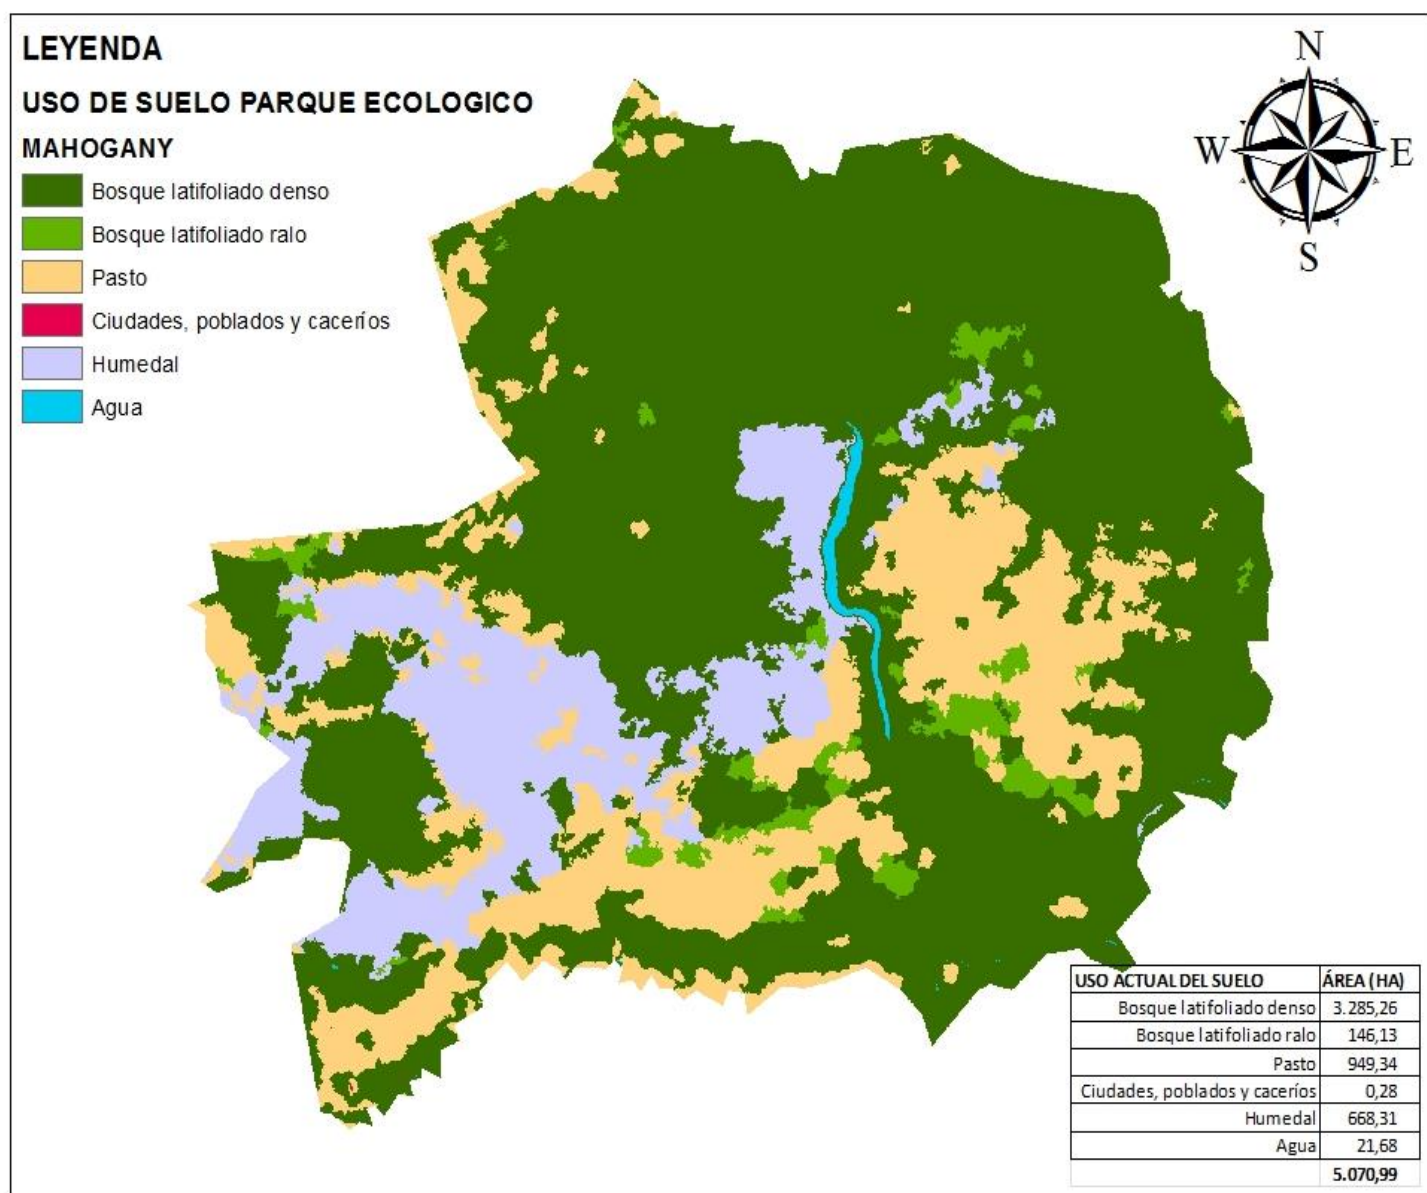 LEYENDA
USO DE SUELO PARQUE ECOLOGICO
MAHOGANY
Bosque latifoliado denso
Bosque latifoliado ralo
Pasto
Ciudades, poblados y caceríos
Humedal
Agua
N
W E
S
USO ACTUAL DEL SUELO ÁREA (HA)
Bosque latifoliado denso 3.285,26
Bosque latifoliado ralo 146,13
Pasto 949,34
Ciudades, poblados y caceríos 0,28
Humedal 668,31
Agua 21,68
5.070,99